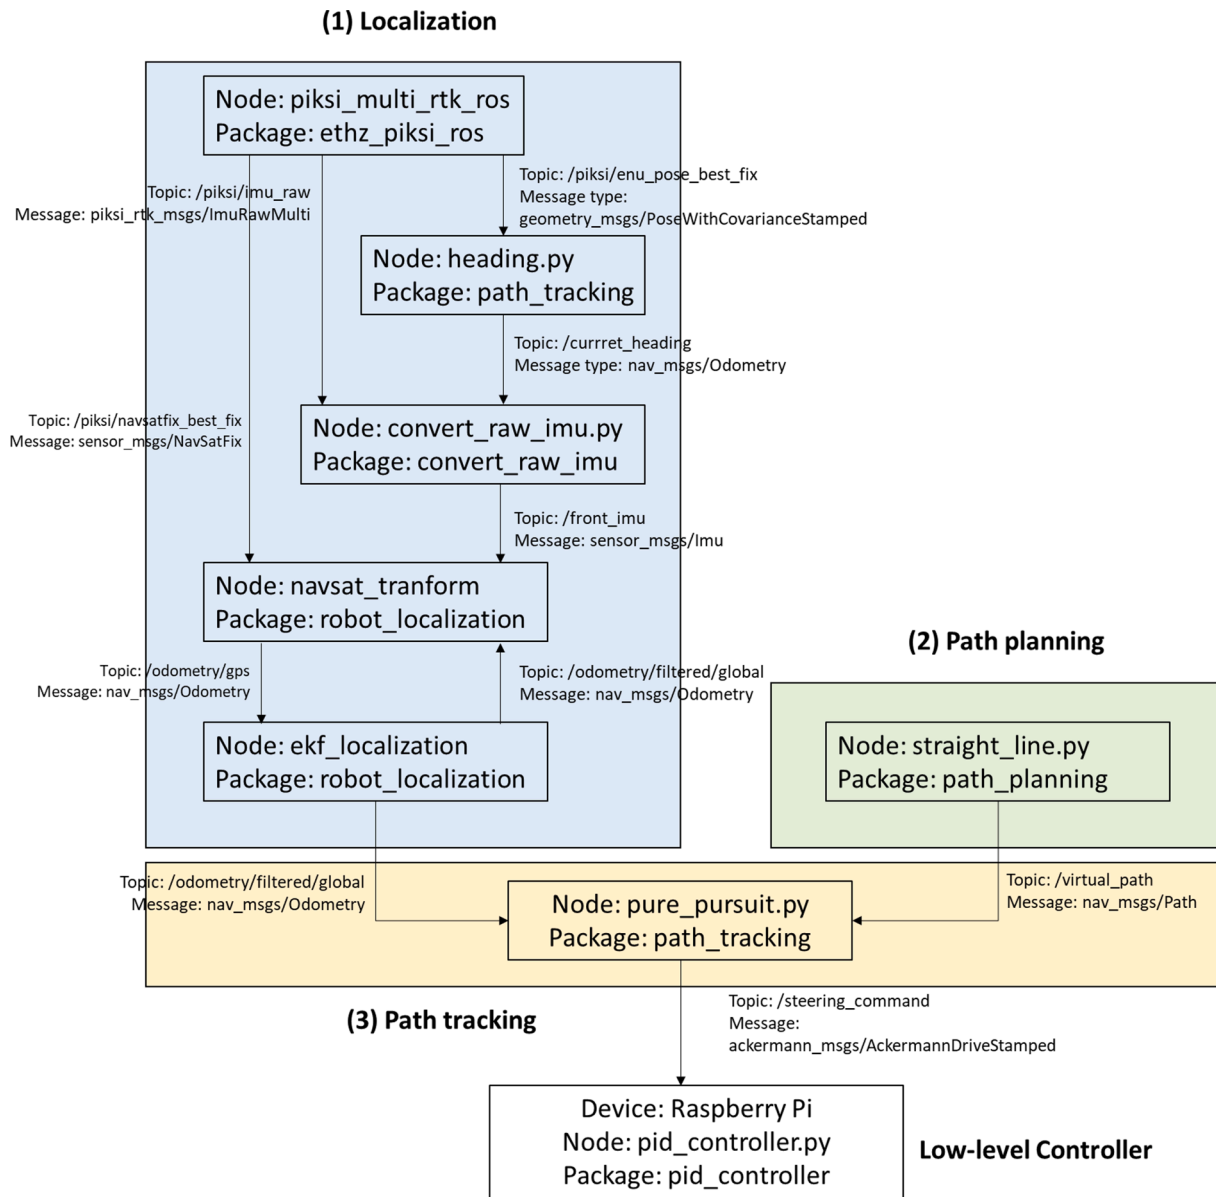 (1) Localization
Node: piksi_multi_rtk_ros
Package: ethz_piksi_ros
Topic: /piksi/imu_raw
Message: piksi_rtk_msgs/ImuRawMulti
Topic: /piksi/enu_pose_best_fix
Message type:
geometry_msgs/PoseWithCovarianceStamped
Node: heading.py
Package: path_tracking
Topic: /currret_heading
Message type: nav_msgs/Odometry
Topic: /piksi/navsatfix_best_fix
Message: sensor_msgs/NavSatFix
Node: convert_raw_imu.py
Package: convert_raw_imu
Topic: /front_imu
Message: sensor_msgs/Imu
Node: navsat_tranform
Package: robot_localization
Topic: /odometry/gps
Message: nav_msgs/Odometry
Topic: /odometry/filtered/global
Message: nav_msgs/Odometry
Node: ekf_localization
Package: robot_localization
(2) Path planning
Node: straight_line.py
Package: path_planning
Topic: /odometry/filtered/global
Message: nav_msgs/Odometry
Node: pure_pursuit.py
Package: path_tracking
Topic: /virtual_path
Message: nav_msgs/Path
(3) Path tracking
Topic: /steering_command
Message:
ackermann_msgs/AckermannDriveStamped
Device: Raspberry Pi
Node: pid_controller.py
Package: pid_controller
Low-level Controller